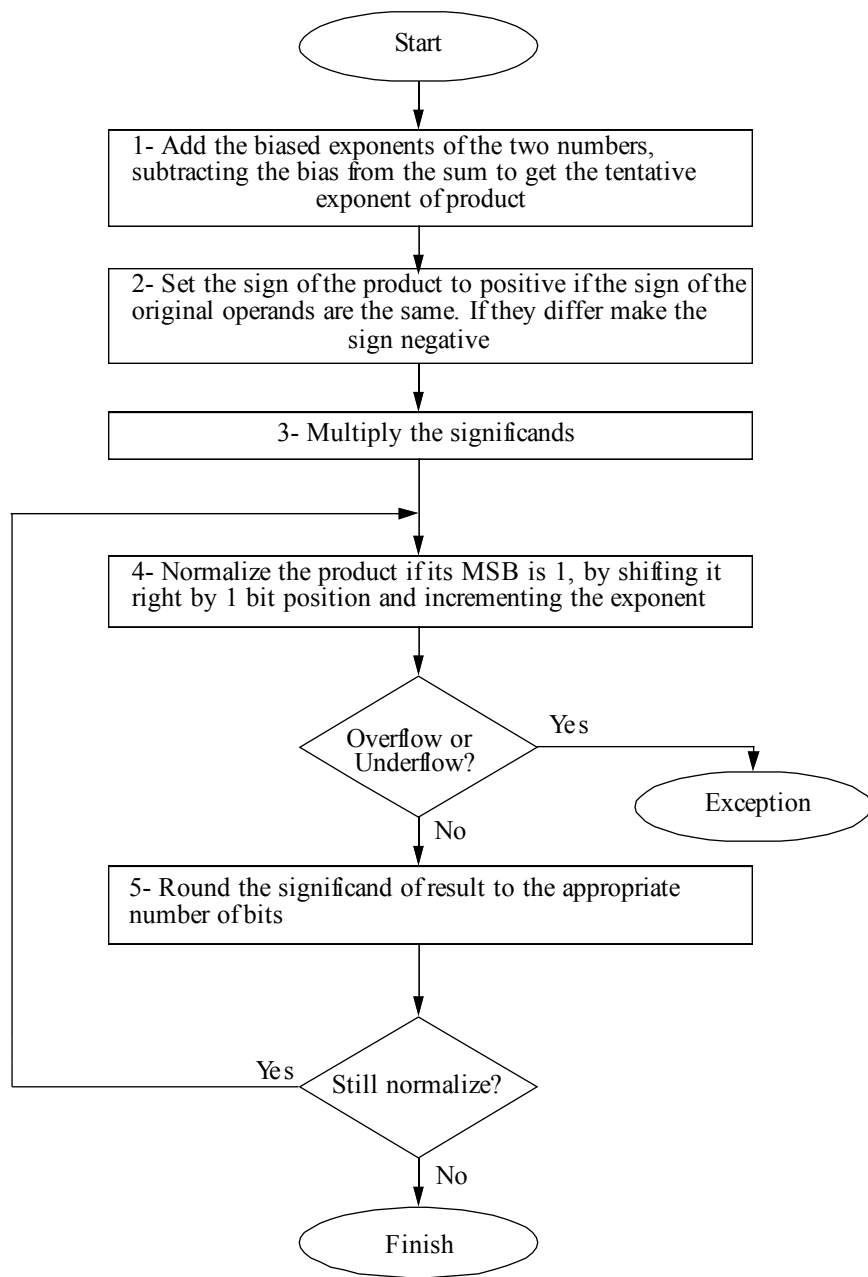 Start
1- Add the biased exponents of the two numbers,
subtracting the bias from the sum to get the tentative
exponent of product
2- Set the sign of the product to positive if the sign of the
original operands are the same. If they differ make the
sign negative
3- Multiply the significands
4- Normalize the product if its MSB is 1, by shifting it
right by 1 bit position and incrementing the exponent
Overflow or
Underflow?
Yes
Exception
No
5- Round the significand of result to the appropriate
number of bits
Still normalize?
Yes
No
Finish